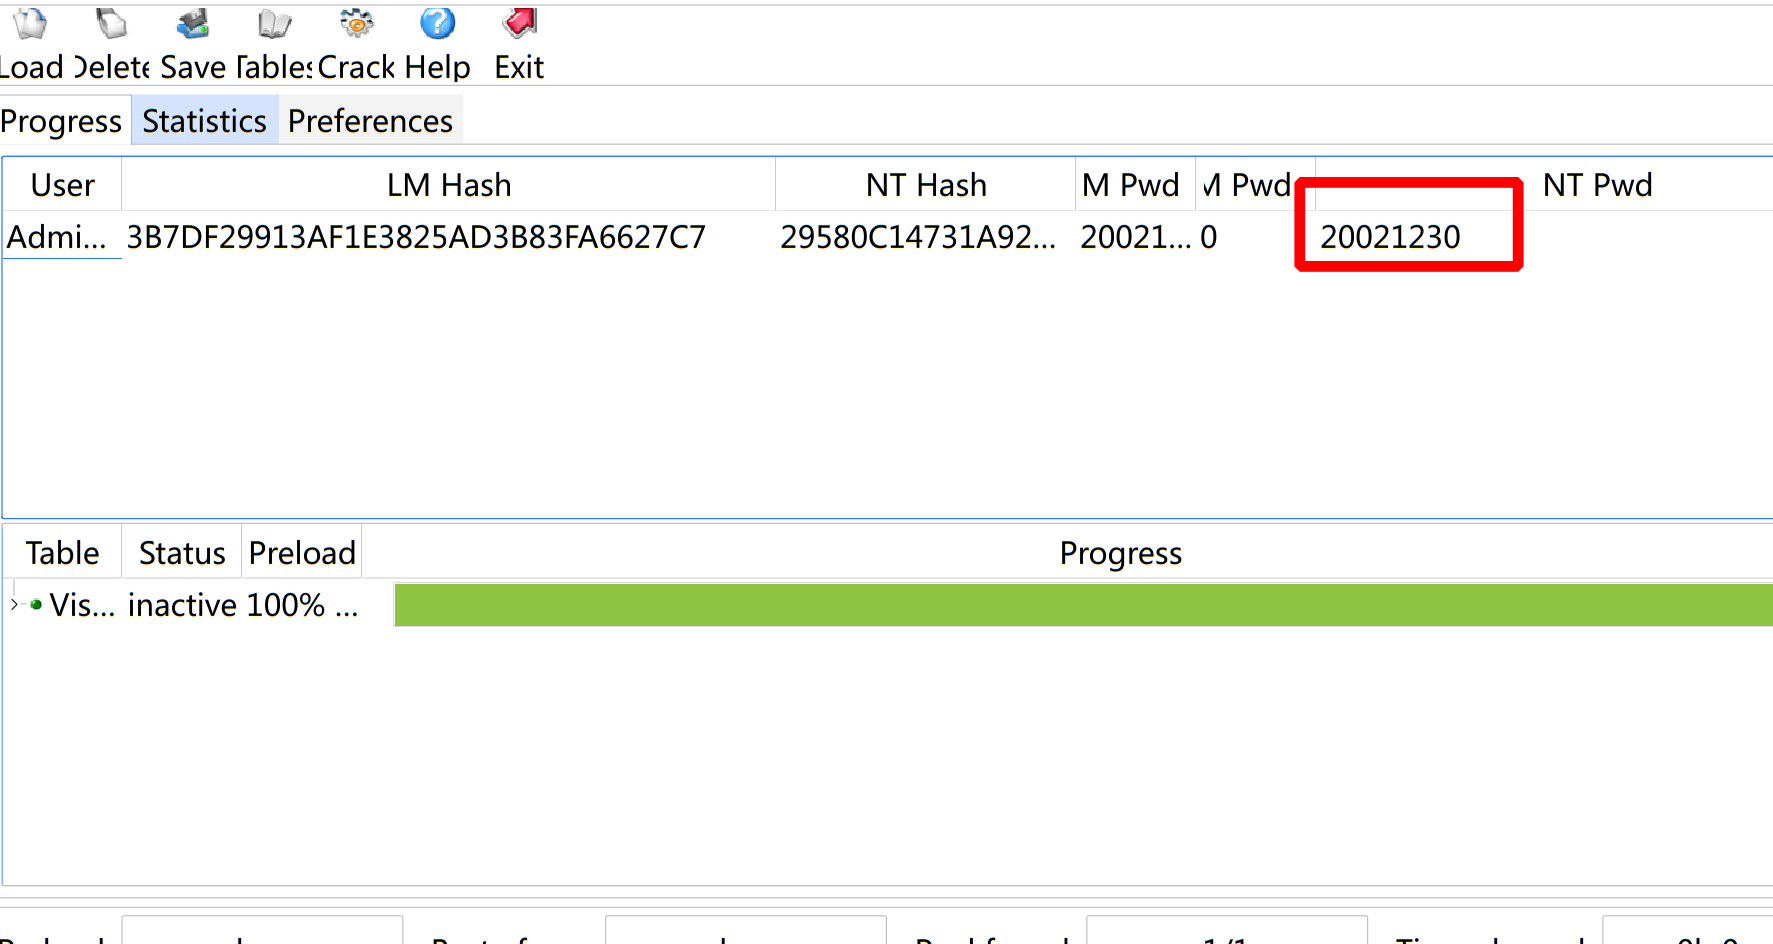 Load Delete Save Tables Crack Help Exit
Progress Statistics Preferences
User LM Hash NT Hash M Pwd M Pwd NT Pwd
Admi... 3B7DF29913AF1E3825AD3B83FA6627C7 29580C14731A92... 20021... 0 20021230
Table Status Preload Progress
Vis... inactive 100% ...